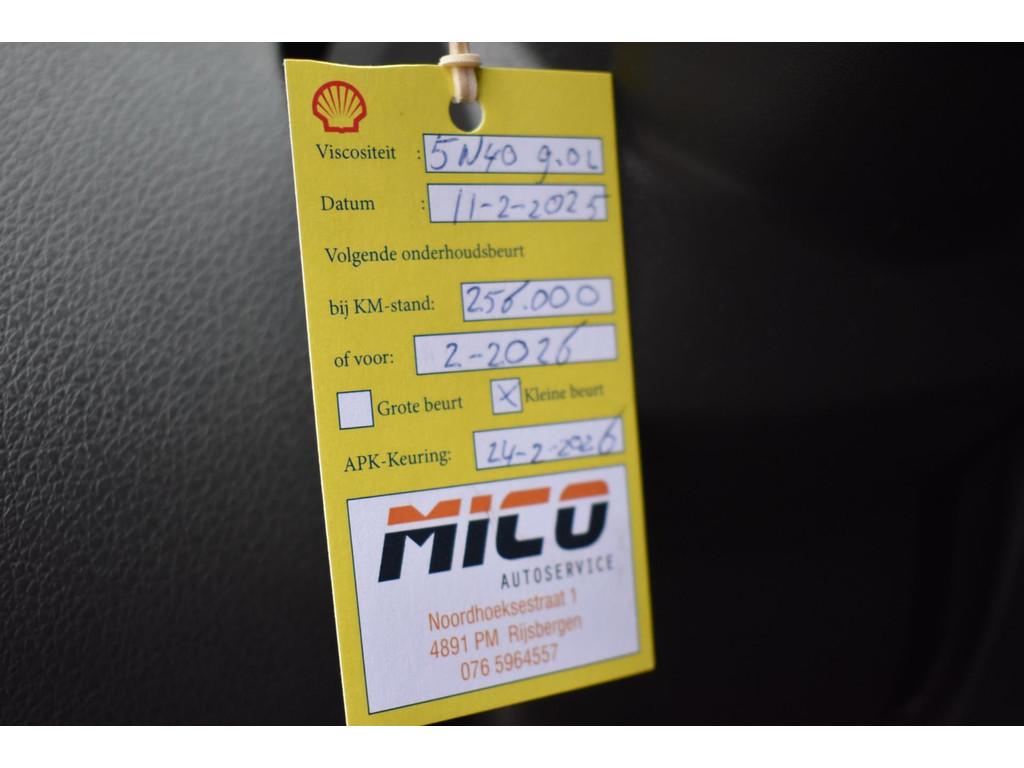 Viscositeit : 5W40 9.0L
Datum : 11-2-2025
Volgende onderhoudsbeurt
bij KM-stand: 256.000
of voor: 2-2026
Grote beurt X Kleine beurt
APK-Keuring: 24-2-2026
MICO
AUTOSERVICE
Noordhoeksestraat 1
4891 PM Rijsbergen
076 5964557